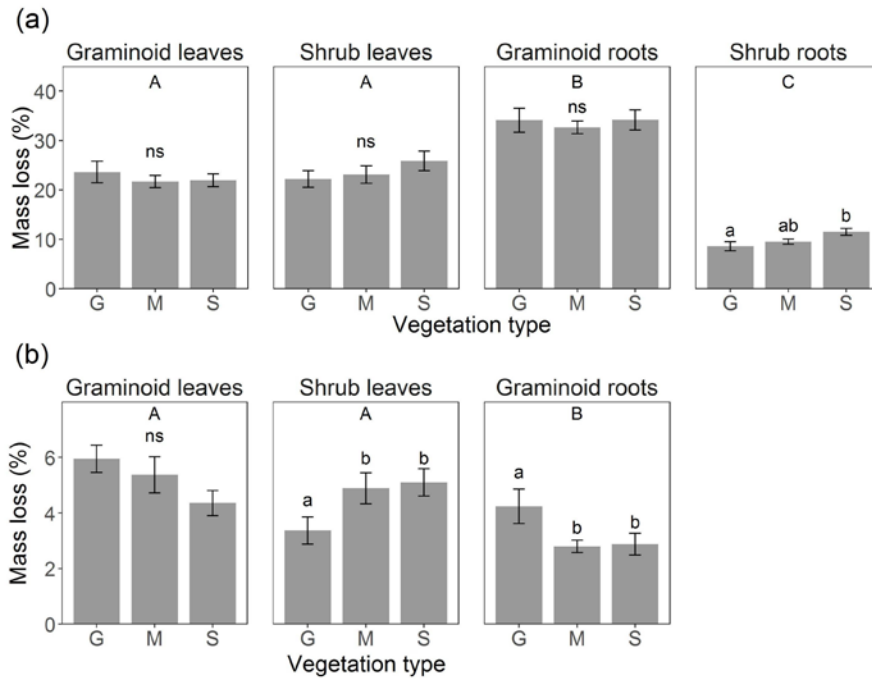 (a)
Graminoid leaves Shrub leaves Graminoid roots Shrub roots
A A B C
40
ns ns ns
30
20
a ab b
10
0
Mass loss (%)
G M S G M S G M S G M S
Vegetation type
(b)
Graminoid leaves Shrub leaves Graminoid roots
A A B
ns
6
a b b a b b
4
2
0
Mass loss (%)
G M S G M S G M S
Vegetation type